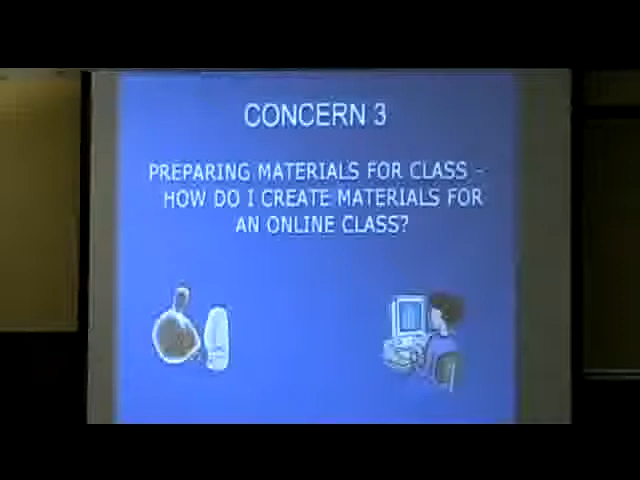 CONCERN 3
PREPARING MATERIALS FOR CLASS -
HOW DO I CREATE MATERIALS FOR
AN ONLINE CLASS?